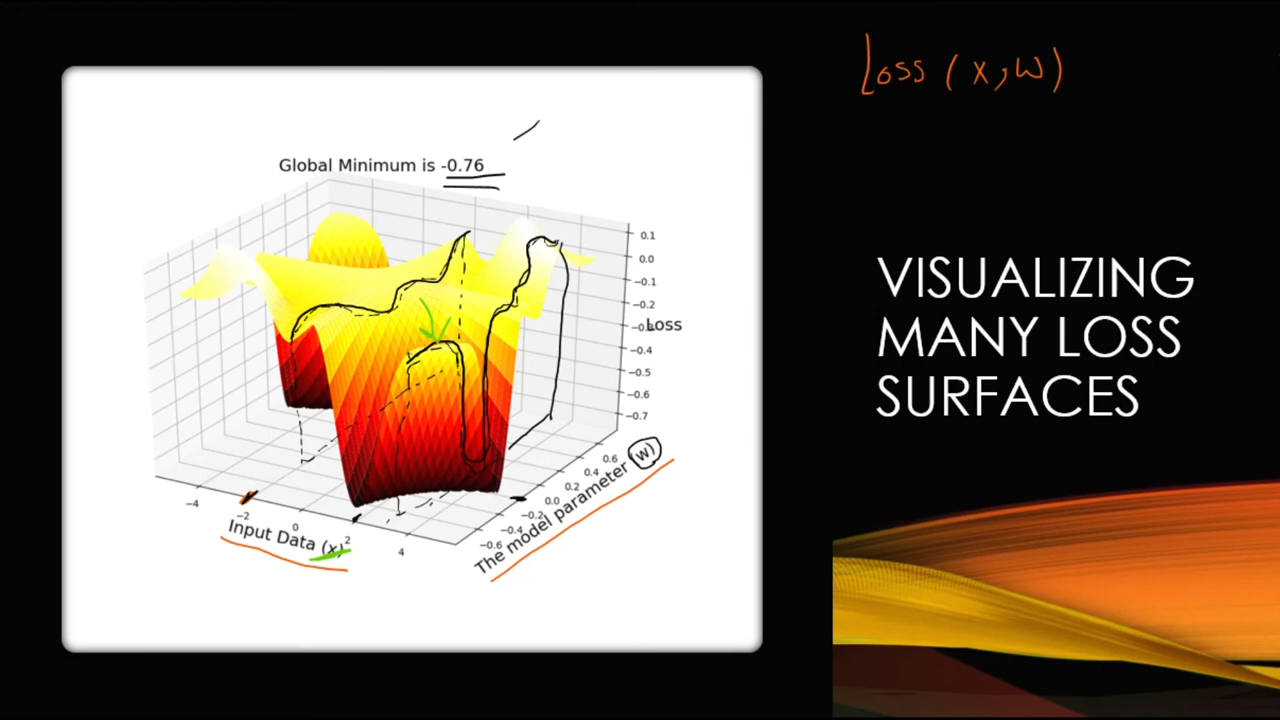 Loss (x,w)
Global Minimum is -0.76
0.1
0.0
-0.1
-0.2
-0.3
Loss
-0.4
-0.5
-0.6
-0.7
-4
-2
0
2
4
Input Data (x)
-0.6
-0.4
-0.2
0.0
0.2
0.4
0.6
The model parameter (w)
VISUALIZING
MANY LOSS
SURFACES